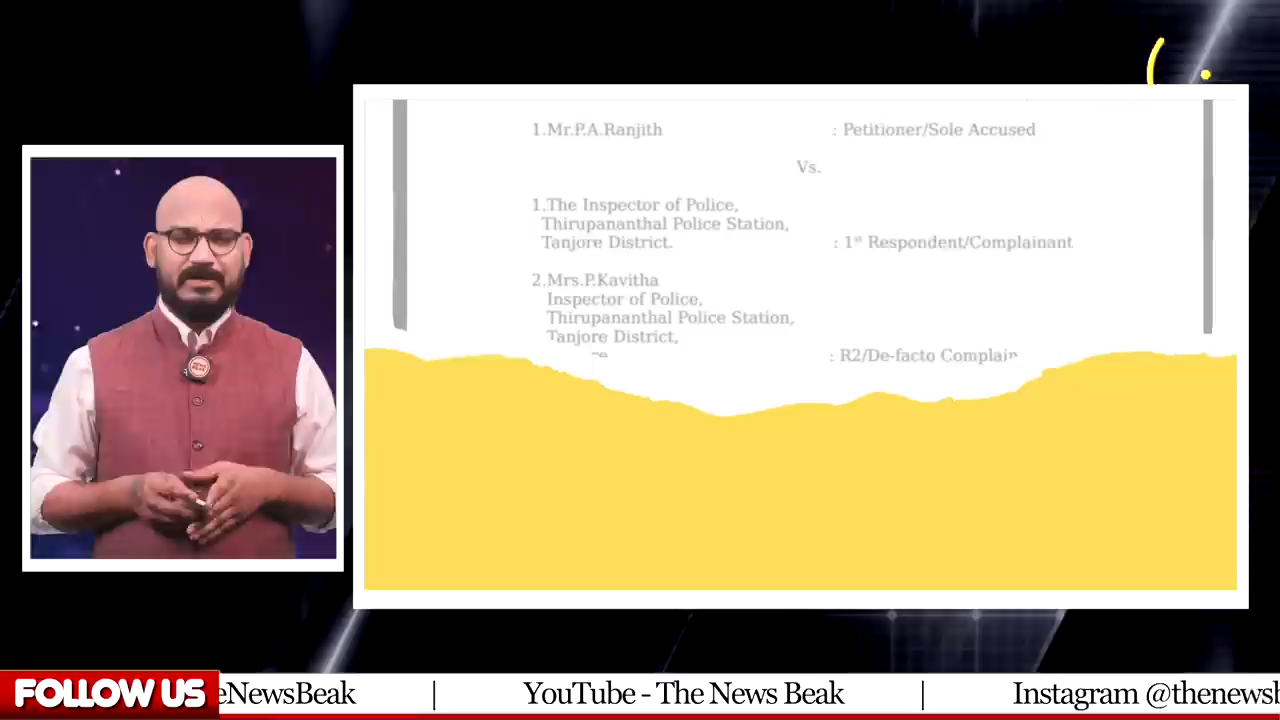 1.Mr.P.A.Ranjith : Petitioner/Sole Accused
Vs.
1.The Inspector of Police,
Thirupananthal Police Station,
Tanjore District. : 1st Respondent/Complainant
2.Mrs.P.Kavitha
Inspector of Police,
Thirupananthal Police Station,
Tanjore District,
: R2/De-facto Complain
FOLLOW US eNewsBeak | YouTube - The News Beak | Instagram @thenewsb